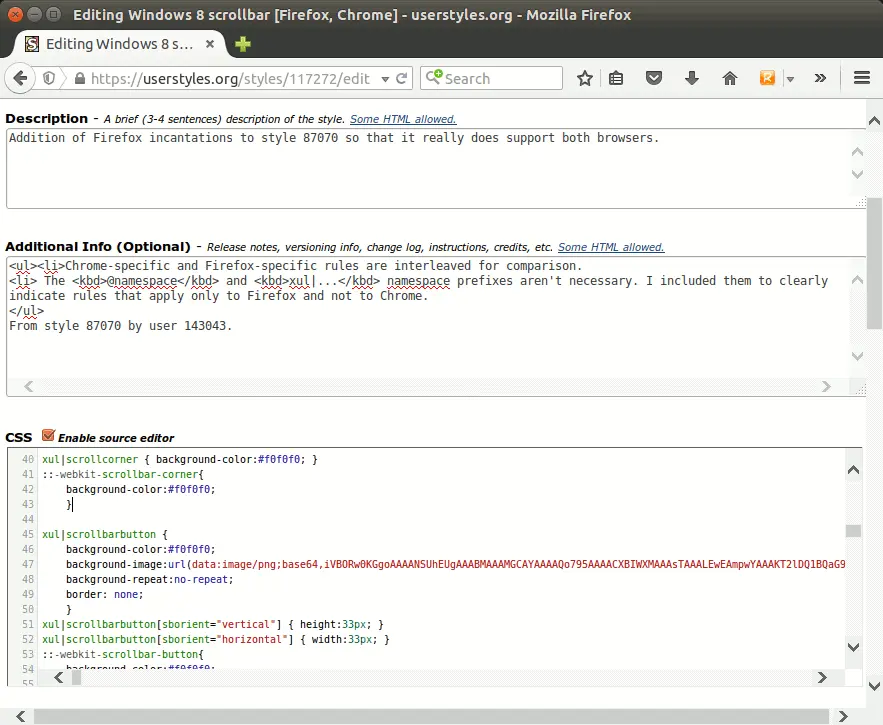 Editing Windows 8 scrollbar [Firefox, Chrome] - userstyles.org - Mozilla Firefox
Editing Windows 8 s...
https://userstyles.org/styles/117272/edit
Search
Description - A brief (3-4 sentences) description of the style. Some HTML allowed.
Addition of Firefox incantations to style 87070 so that it really does support both browsers.
Additional Info (Optional) - Release notes, versioning info, change log, instructions, credits, etc. Some HTML allowed.
<ul><li>Chrome-specific and Firefox-specific rules are interleaved for comparison.
<li> The <kbd>@namespace</kbd> and <kbd>xul|...</kbd> namespace prefixes aren't necessary. I included them to clearly
indicate rules that apply only to Firefox and not to Chrome.
</ul>
From style 87070 by user 143043.
CSS Enable source editor
40 xul|scrollcorner { background-color:#f0f0f0; }
41 ::-webkit-scrollbar-corner{
42 background-color:#f0f0f0;
43 }
44
45 xul|scrollbarbutton {
46 background-color:#f0f0f0;
47 background-image:url(data:image/png;base64,iVBORw0KGgoAAAANSUhEUgAAABMAAAAMGCAYAAAAQo795AAAACXBIWXMAAAsTAAALEwEAmpwYAAAKT2lDQ1BQaG9
48 background-repeat:no-repeat;
49 border: none;
50 }
51 xul|scrollbarbutton[sborient="vertical"] { height:33px; }
52 xul|scrollbarbutton[sborient="horizontal"] { width:33px; }
53 ::-webkit-scrollbar-button{
54 background-color:#f0f0f0;
55